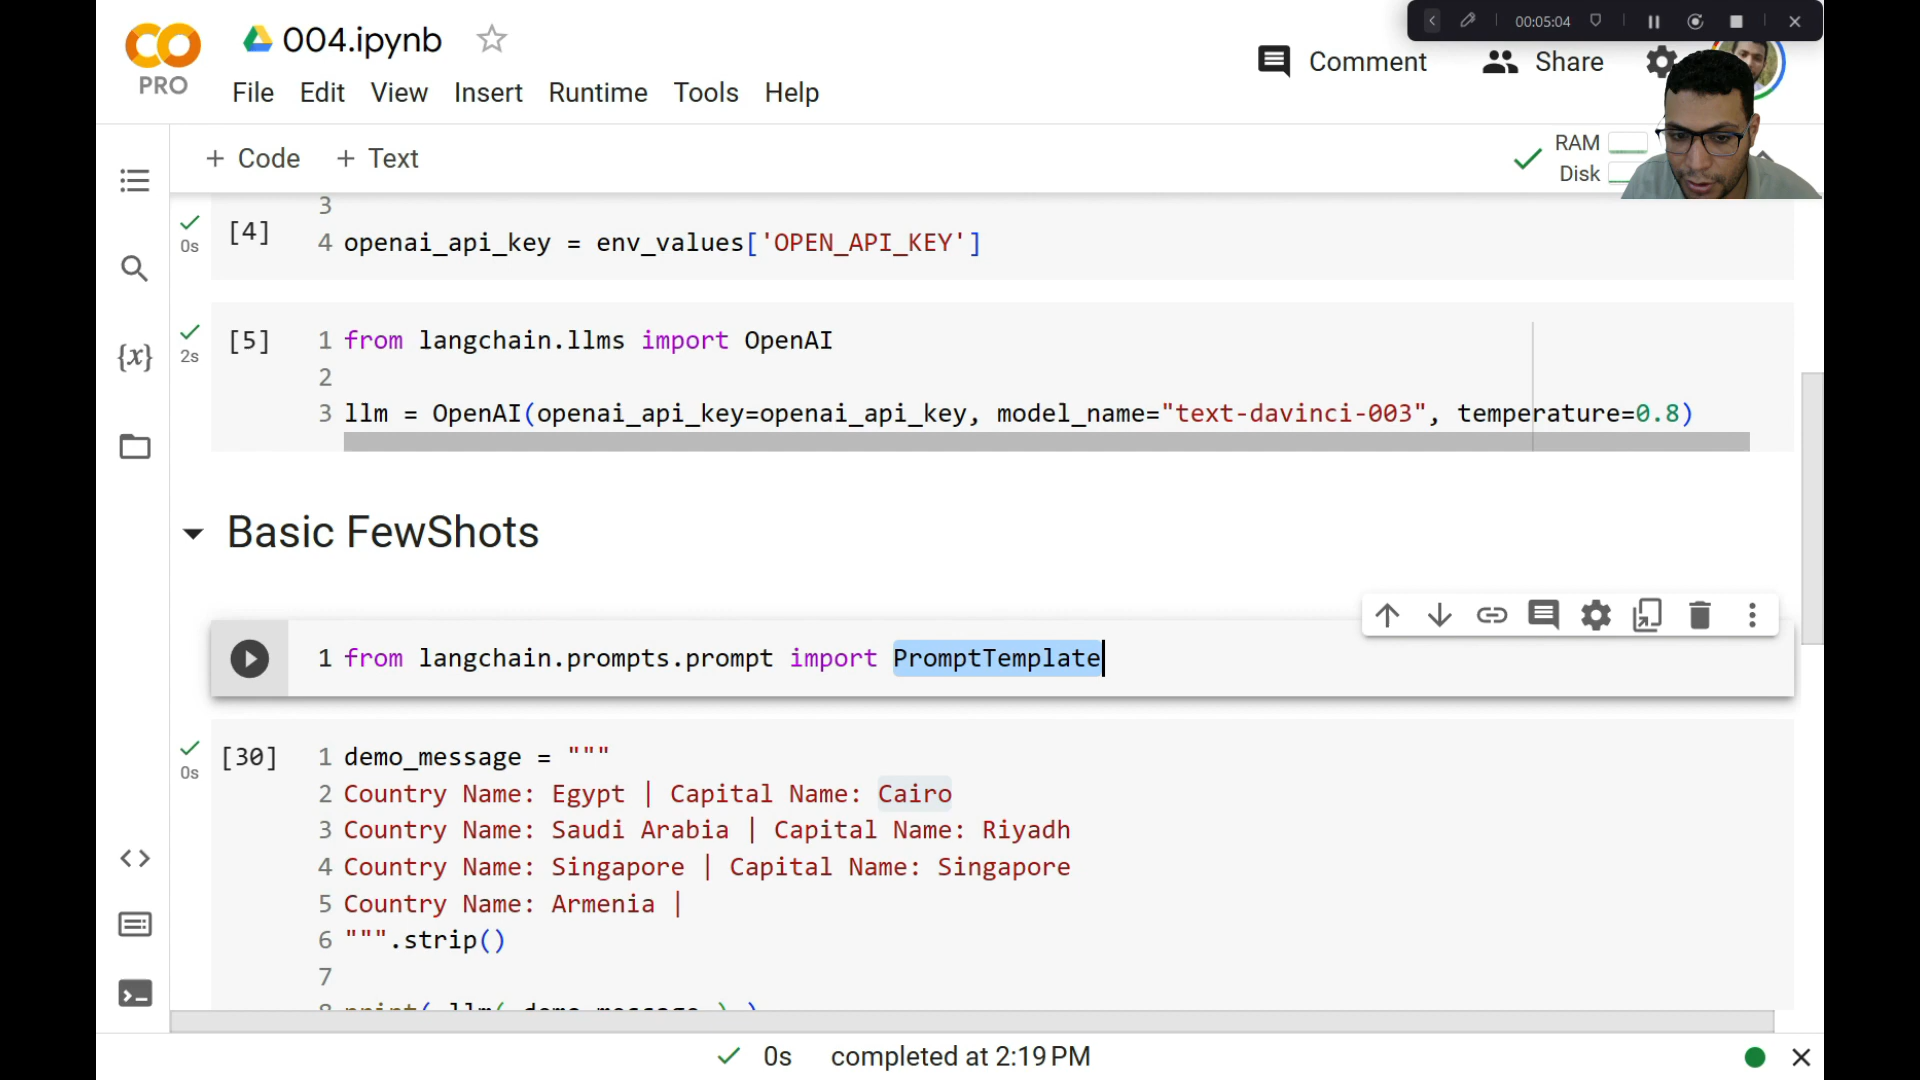 00:05:04
004.ipynb
PRO
File Edit View Insert Runtime Tools Help
Comment Share
+ Code + Text
RAM
Disk
0s
[4]
3
4 openai_api_key = env_values['OPEN_API_KEY']
2s
[5]
1 from langchain.llms import OpenAI
2
3 llm = OpenAI(openai_api_key=openai_api_key, model_name="text-davinci-003", temperature=0.8)
Basic FewShots
1 from langchain.prompts.prompt import PromptTemplate
0s
[30]
1 demo_message = """
2 Country Name: Egypt | Capital Name: Cairo
3 Country Name: Saudi Arabia | Capital Name: Riyadh
4 Country Name: Singapore | Capital Name: Singapore
5 Country Name: Armenia |
6 """.strip()
7
8 print( llm( demo_message ) )
0s completed at 2:19 PM